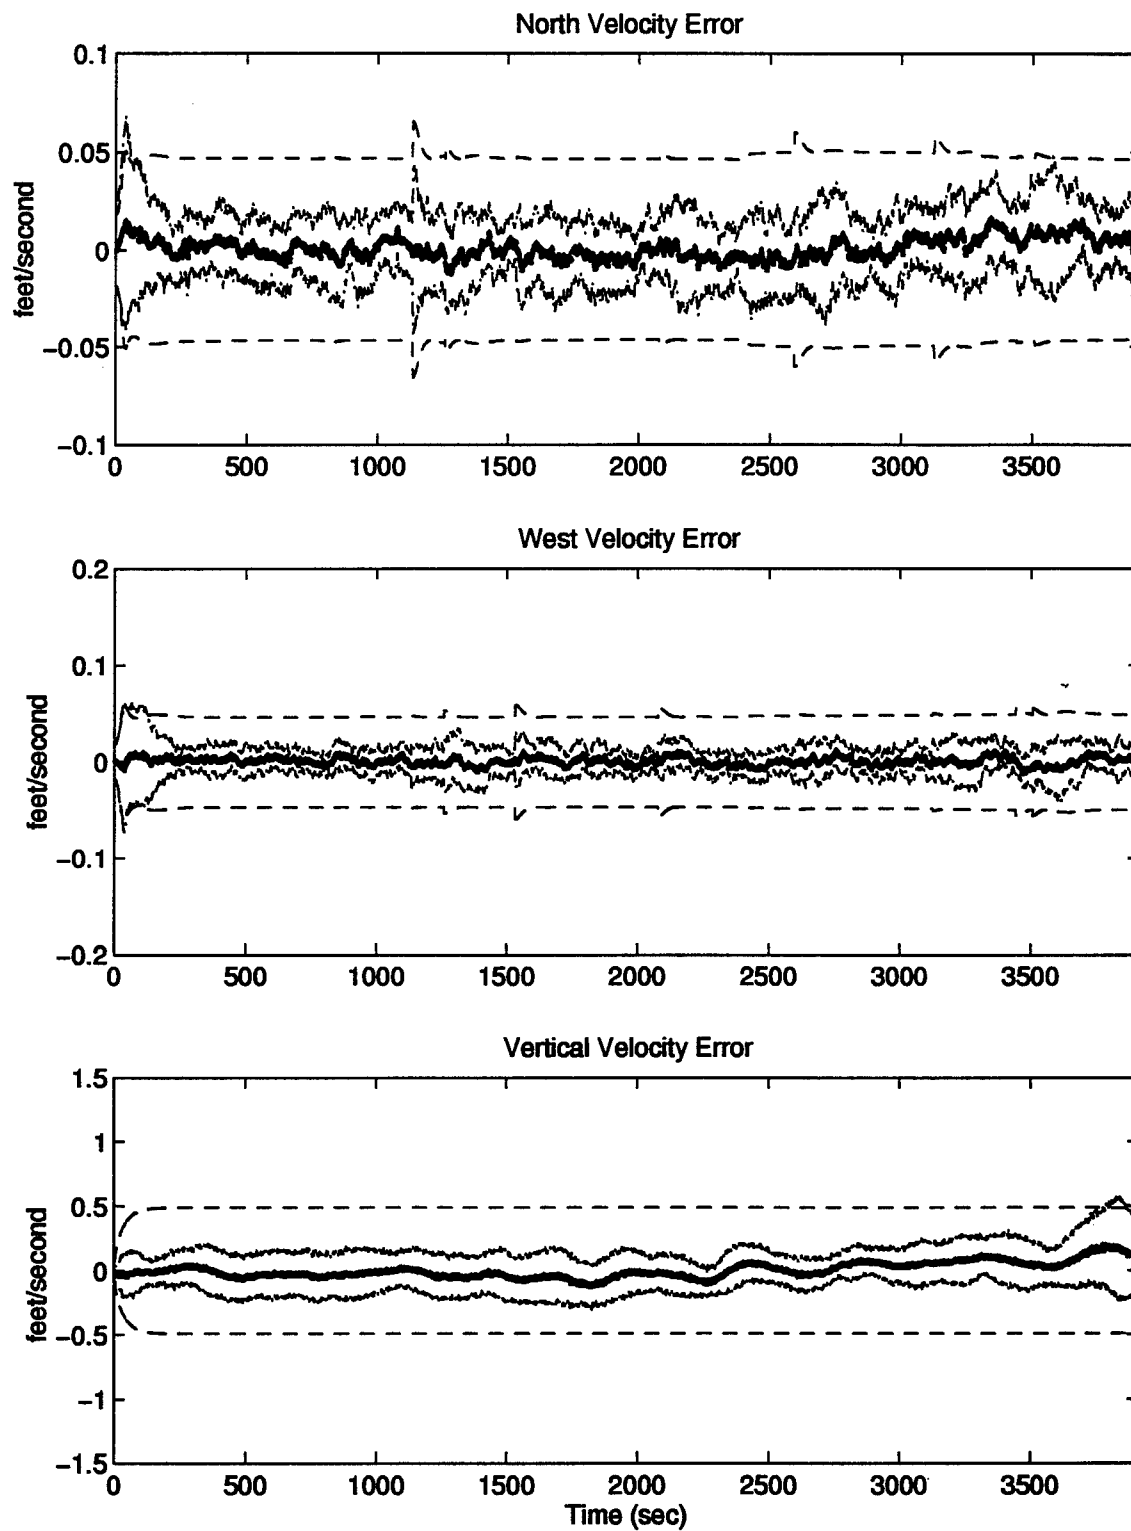 North Velocity Error
0.1
0.05
0
−0.05
−0.1
feet/second
0 500 1000 1500 2000 2500 3000 3500
West Velocity Error
0.2
0.1
0
−0.1
−0.2
feet/second
0 500 1000 1500 2000 2500 3000 3500
Vertical Velocity Error
1.5
1
0.5
0
−0.5
−1
−1.5
feet/second
0 500 1000 1500 2000 2500 3000 3500
Time (sec)